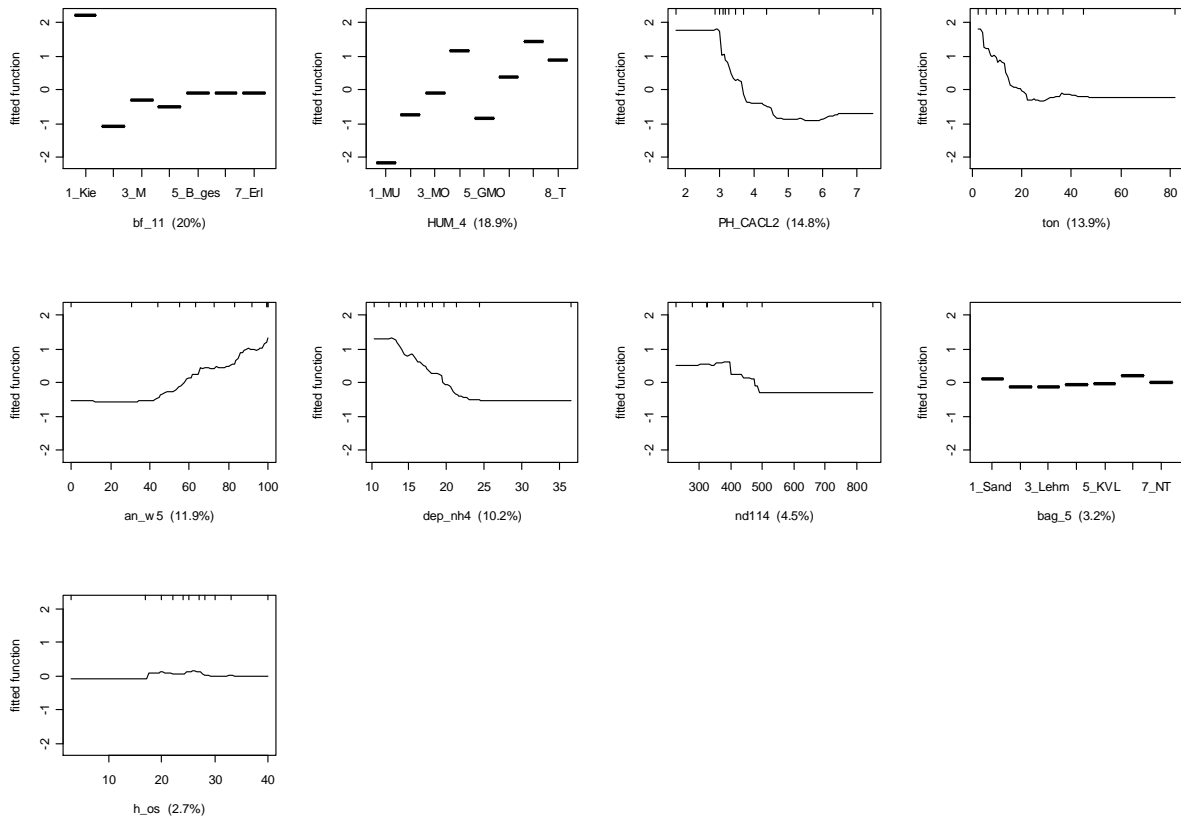 fitted function
-2 -1 0 1 2
1_Kie 3_M 5_B_ges 7_Erl
bf_11 (20%)
fitted function
-2 -1 0 1 2
1_MU 3_MO 5_GMO 8_T
HUM_4 (18.9%)
fitted function
-2 -1 0 1 2
2 3 4 5 6 7
PH_CACL2 (14.8%)
fitted function
-2 -1 0 1 2
0 20 40 60 80
ton (13.9%)
fitted function
-2 -1 0 1 2
0 20 40 60 80 100
an_w5 (11.9%)
fitted function
-2 -1 0 1 2
10 15 20 25 30 35
dep_nh4 (10.2%)
fitted function
-2 -1 0 1 2
300 400 500 600 700 800
nd114 (4.5%)
fitted function
-2 -1 0 1 2
1_Sand 3_Lehm 5_KVL 7_NT
bag_5 (3.2%)
fitted function
-2 -1 0 1 2
10 20 30 40
h_os (2.7%)